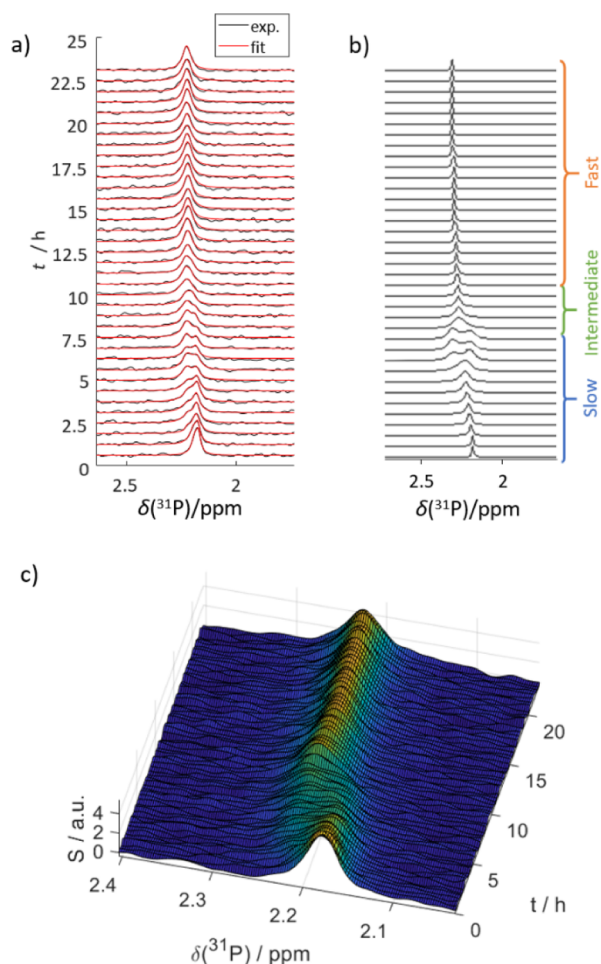 a)
exp.
fit
25
22.5
20
17.5
15
12.5
10
7.5
5
2.5
0
t / h
2.5 2
δ(³¹P)/ppm
b)
Fast
Intermediate
Slow
2.5 2
δ(³¹P)/ppm
c)
4
2
0
S / a.u.
2.4
2.3
2.2
2.1
δ(³¹P) / ppm
20
15
10
5
0
t / h